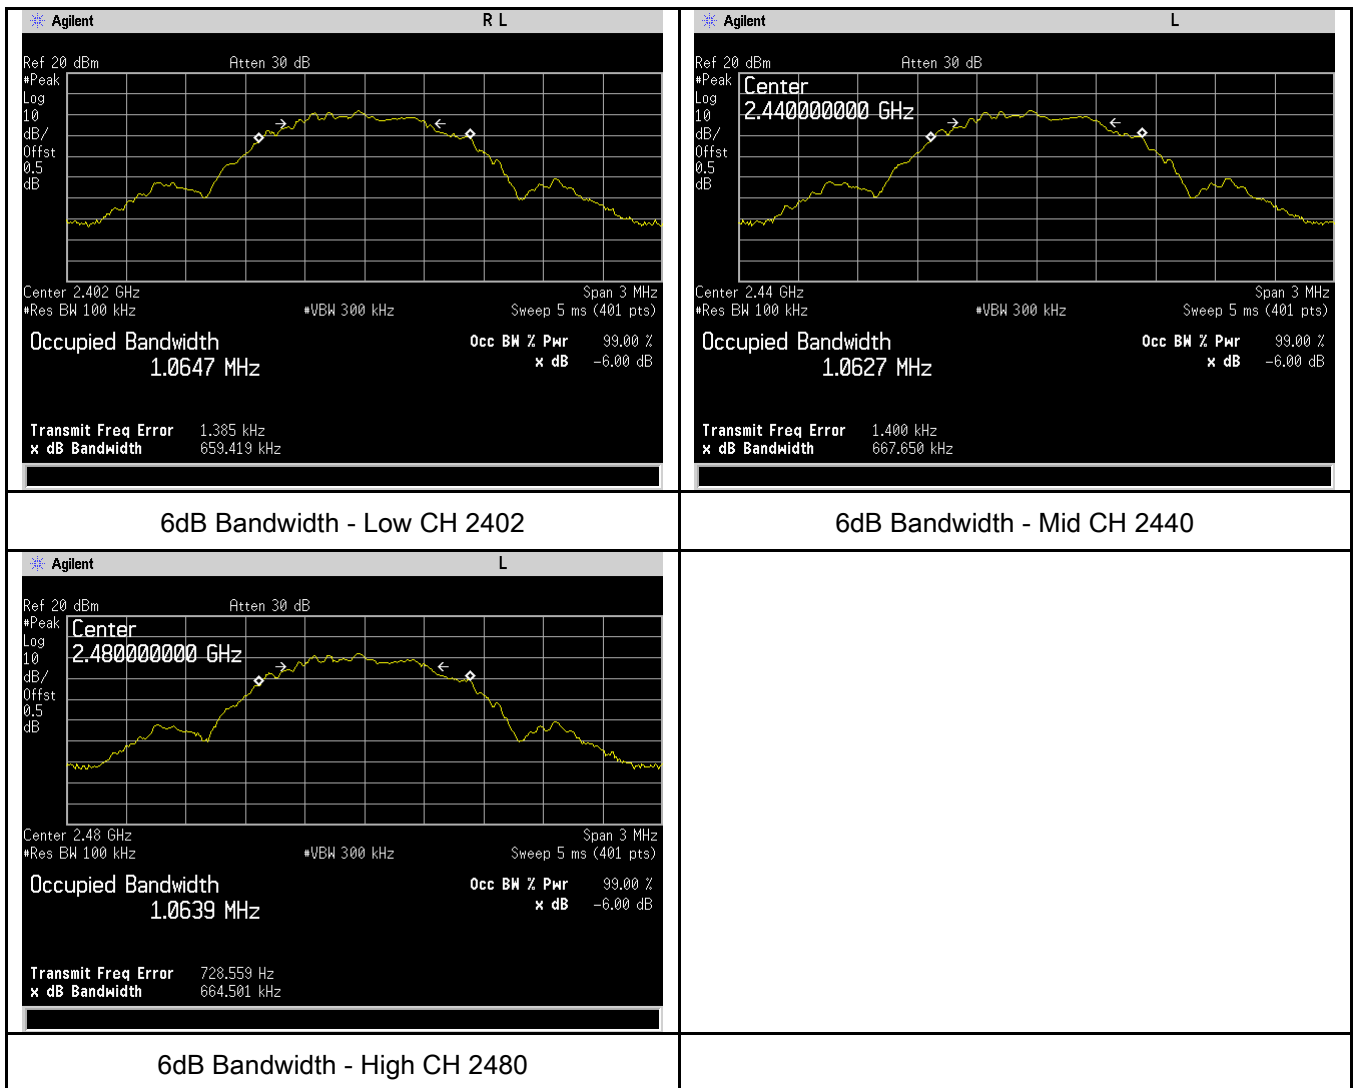 Agilent R L
Ref 20 dBm Atten 30 dB
#Peak
Log
10
dB/
Offst
0.5
dB
Center 2.402 GHz Span 3 MHz
#Res BW 100 kHz #VBW 300 kHz Sweep 5 ms (401 pts)
Occupied Bandwidth Occ BW % Pwr 99.00 %
1.0647 MHz x dB -6.00 dB
Transmit Freq Error 1.385 kHz
x dB Bandwidth 659.419 kHz
6dB Bandwidth - Low CH 2402
Agilent L
Ref 20 dBm Atten 30 dB
#Peak
Log
10
dB/
Offst
0.5
dB
Center
2.440000000 GHz
Center 2.44 GHz Span 3 MHz
#Res BW 100 kHz #VBW 300 kHz Sweep 5 ms (401 pts)
Occupied Bandwidth Occ BW % Pwr 99.00 %
1.0627 MHz x dB -6.00 dB
Transmit Freq Error 1.400 kHz
x dB Bandwidth 667.650 kHz
6dB Bandwidth - Mid CH 2440
Agilent L
Ref 20 dBm Atten 30 dB
#Peak
Log
10
dB/
Offst
0.5
dB
Center
2.480000000 GHz
Center 2.48 GHz Span 3 MHz
#Res BW 100 kHz #VBW 300 kHz Sweep 5 ms (401 pts)
Occupied Bandwidth Occ BW % Pwr 99.00 %
1.0639 MHz x dB -6.00 dB
Transmit Freq Error 728.559 Hz
x dB Bandwidth 664.501 kHz
6dB Bandwidth - High CH 2480